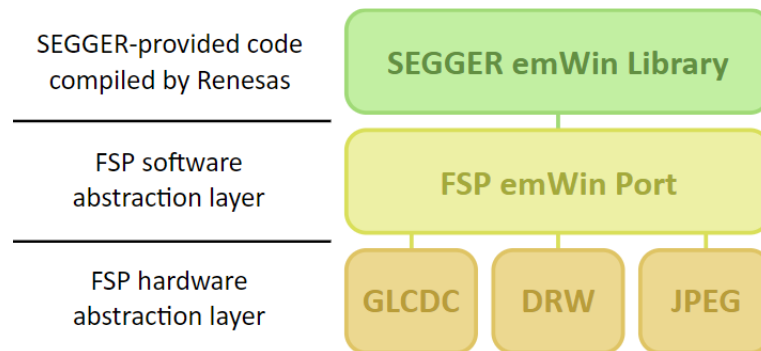 SEGGER-provided code
compiled by Renesas
SEGGER emWin Library
FSP software
abstraction layer
FSP emWin Port
FSP hardware
abstraction layer
GLCDC
DRW
JPEG